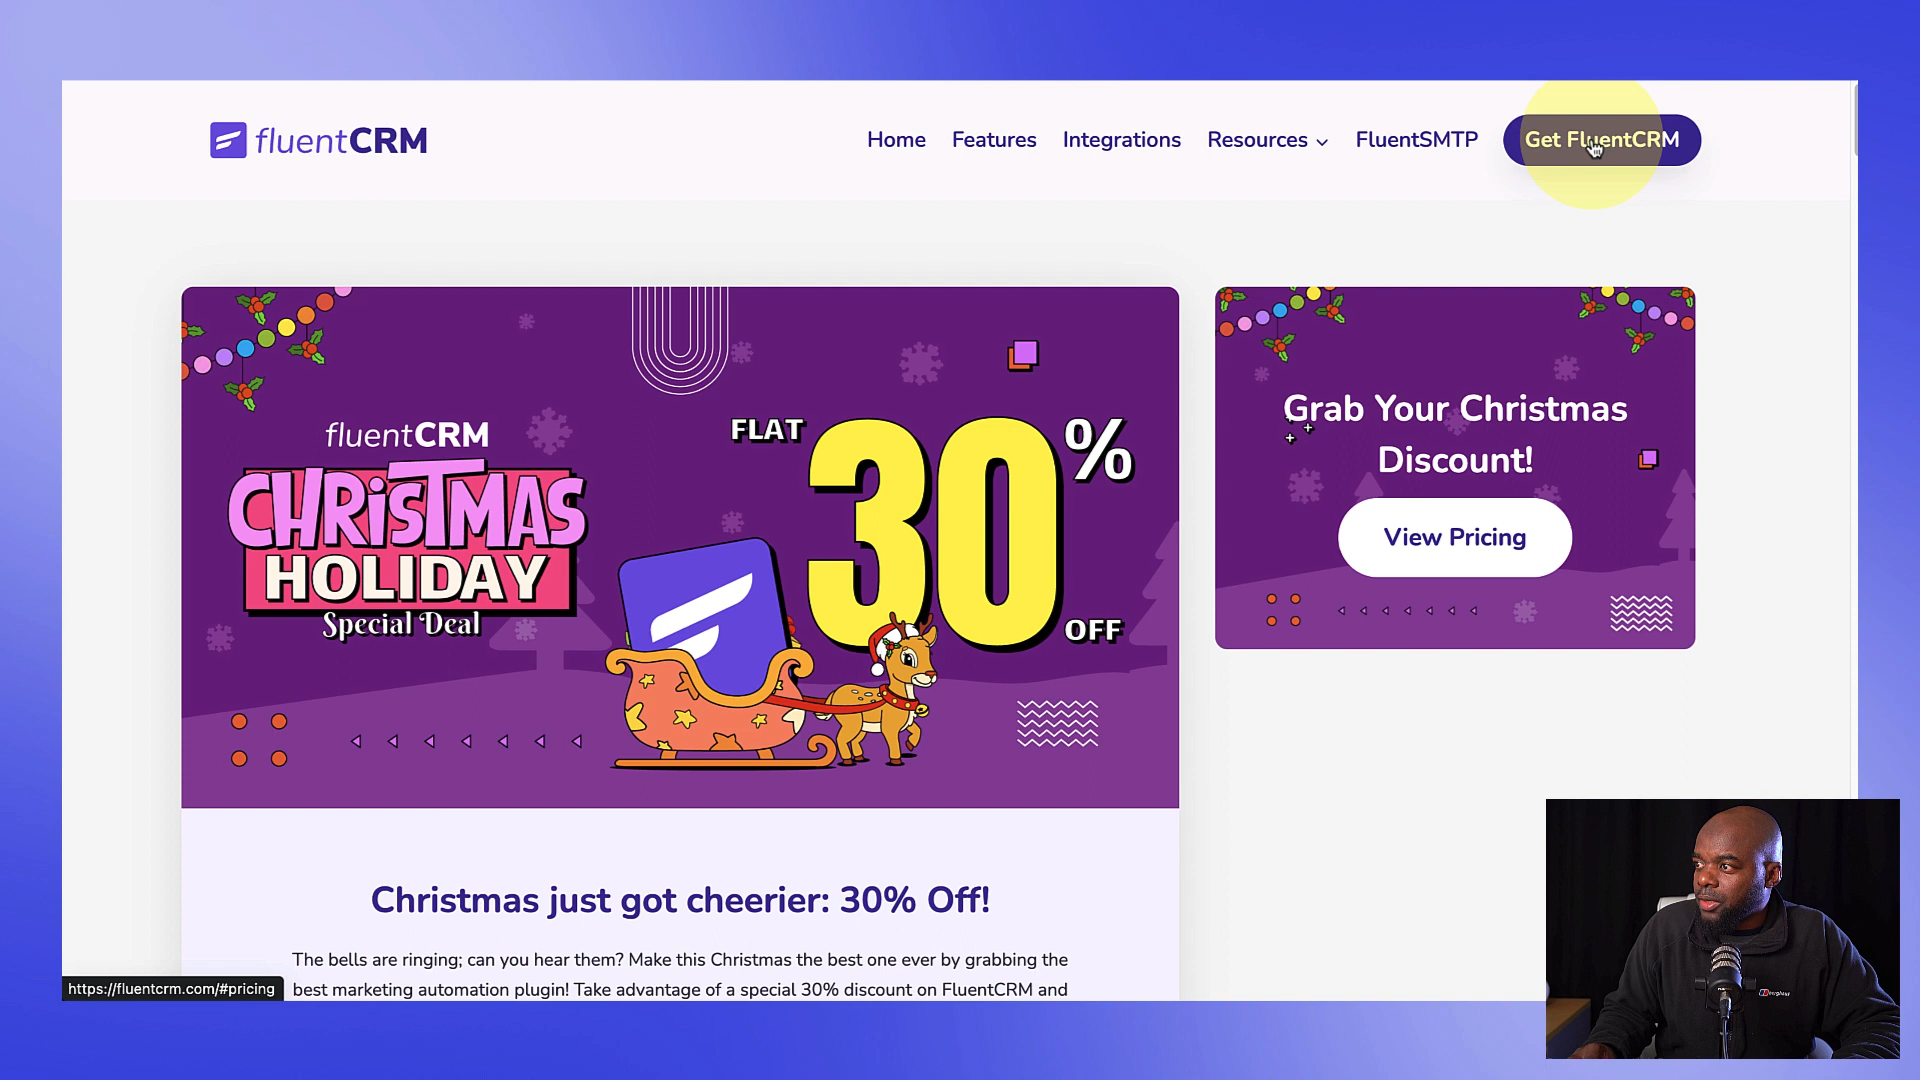 fluentCRM
Home Features Integrations Resources FluentSMTP Get FluentCRM
fluentCRM
CHRiSTMAS
HOLIDAY
Special Deal
FLAT
30%
OFF
Grab Your Christmas
Discount!
View Pricing
Christmas just got cheerier: 30% Off!
The bells are ringing; can you hear them? Make this Christmas the best one ever by grabbing the
best marketing automation plugin! Take advantage of a special 30% discount on FluentCRM and
https://fluentcrm.com/#pricing